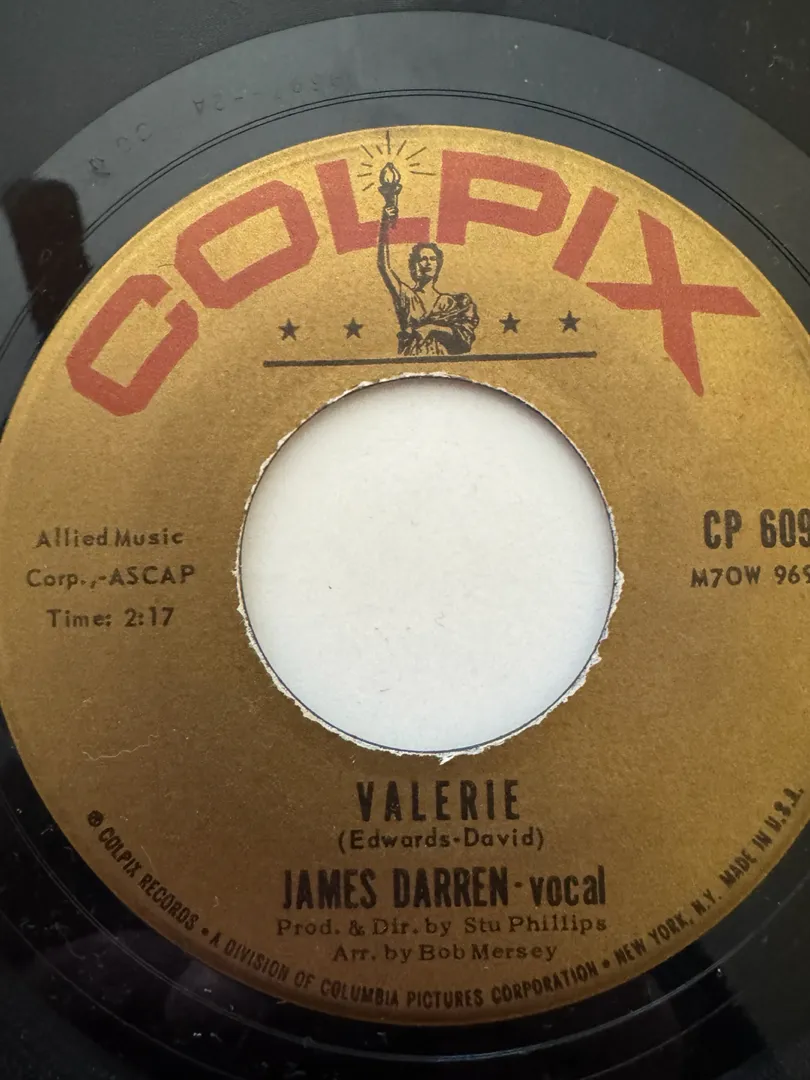 COLPIX
Allied Music
Corp.,-ASCAP
Time: 2:17
CP 609
M7OW 969
VALERIE
(Edwards-David)
JAMES DARREN-vocal
Prod. & Dir. by Stu Phillips
Arr. by Bob Mersey
® COLPIX RECORDS • A DIVISION OF COLUMBIA PICTURES CORPORATION • NEW YORK, N.Y. MADE IN U.S.A.